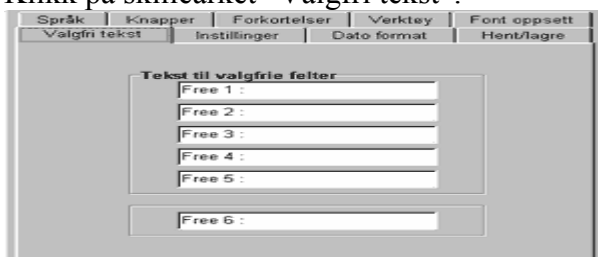 Klikk på skillearket "Valgfri tekst":
Språk Knapper Forkortelser Verktøy Font oppsett
Valgfri tekst Instillinger Dato format Hent/lagre
Tekst til valgfrie felter
Free 1 :
Free 2 :
Free 3 :
Free 4 :
Free 5 :
Free 6 :